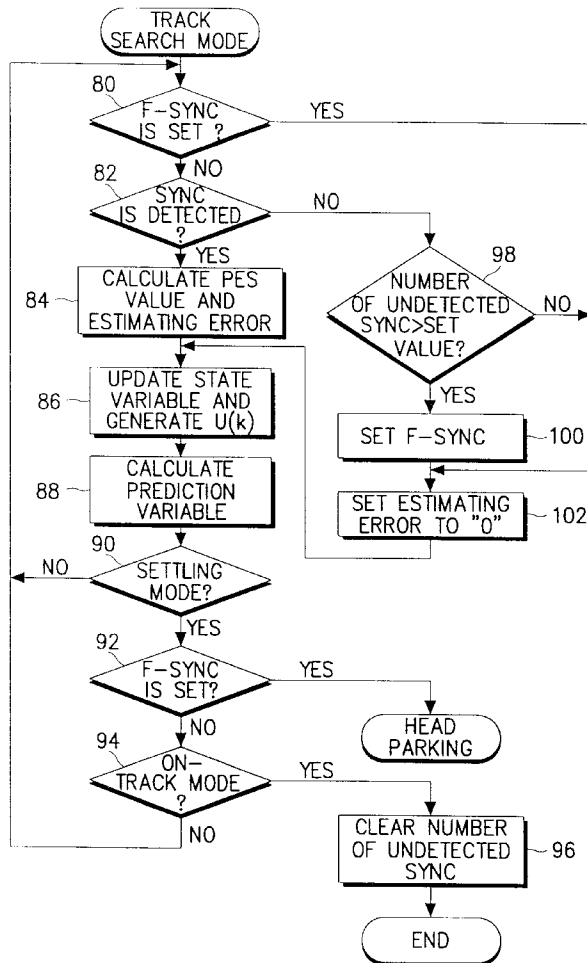 TRACK
SEARCH MODE
80
F-SYNC
IS SET ?
YES
NO
82
SYNC
IS DETECTED
?
NO
YES
84
CALCULATE PES
VALUE AND
ESTIMATING ERROR
98
NUMBER
OF UNDETECTED
SYNC>SET
VALUE?
NO
YES
86
UPDATE STATE
VARIABLE AND
GENERATE U(k)
SET F-SYNC
100
88
CALCULATE
PREDICTION
VARIABLE
SET ESTIMATING
ERROR TO "0"
102
90
NO
SETTLING
MODE?
YES
92
F-SYNC
IS SET?
YES
NO
HEAD
PARKING
94
ON-
TRACK MODE
?
YES
NO
CLEAR NUMBER
OF UNDETECTED
SYNC
96
END